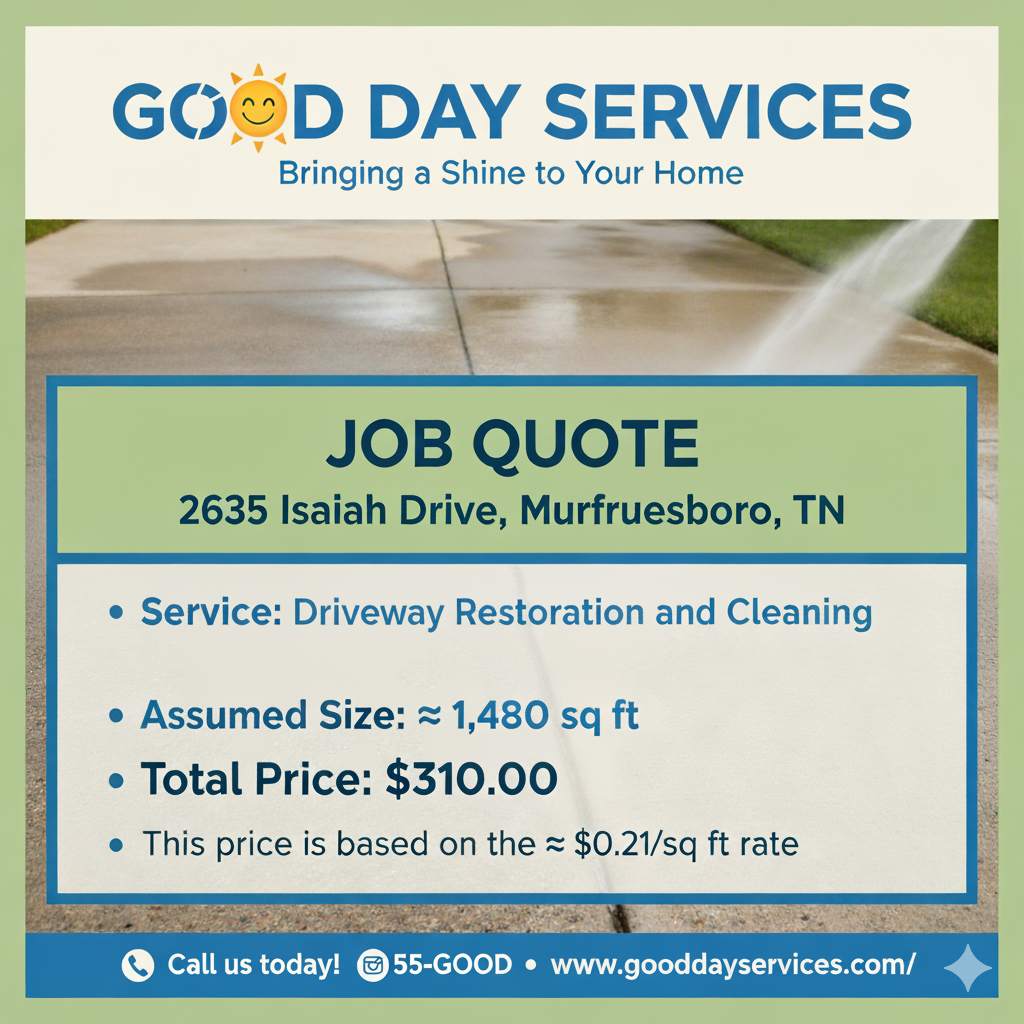 GOOD DAY SERVICES
Bringing a Shine to Your Home
JOB QUOTE
2635 Isaiah Drive, Murfruesboro, TN
• Service: Driveway Restoration and Cleaning
• Assumed Size: ≈ 1,480 sq ft
• Total Price: $310.00
• This price is based on the ≈ $0.21/sq ft rate
Call us today! 55-GOOD • www.gooddayservices.com/